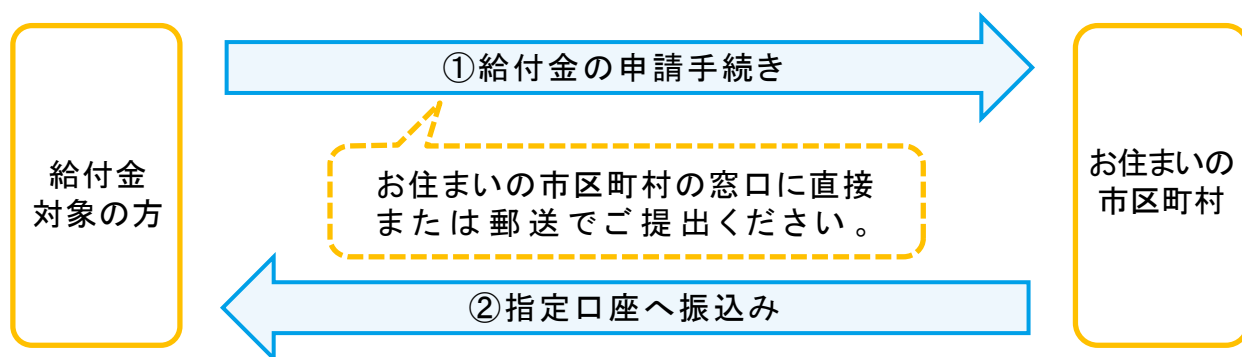 給付金
対象の方
①給付金の申請手続き
お住まいの市区町村の窓口に直接
または郵送でご提出ください。
②指定口座へ振込み
お住まいの
市区町村